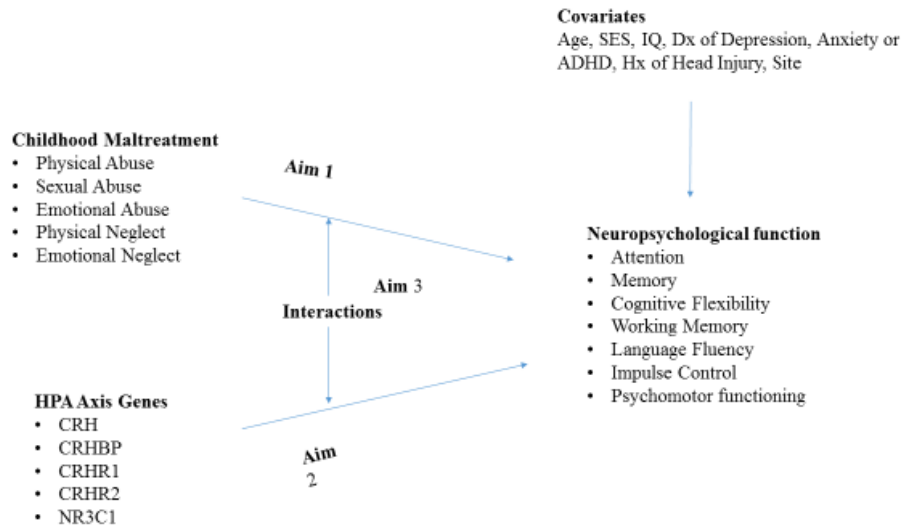 Covariates
Age, SES, IQ, Dx of Depression, Anxiety or
ADHD, Hx of Head Injury, Site
Childhood Maltreatment
• Physical Abuse
• Sexual Abuse
• Emotional Abuse
• Physical Neglect
• Emotional Neglect
Aim 1
Aim 3
Interactions
Neuropsychological function
• Attention
• Memory
• Cognitive Flexibility
• Working Memory
• Language Fluency
• Impulse Control
• Psychomotor functioning
HPA Axis Genes
• CRH
• CRHBP
• CRHR1
• CRHR2
• NR3C1
Aim
2